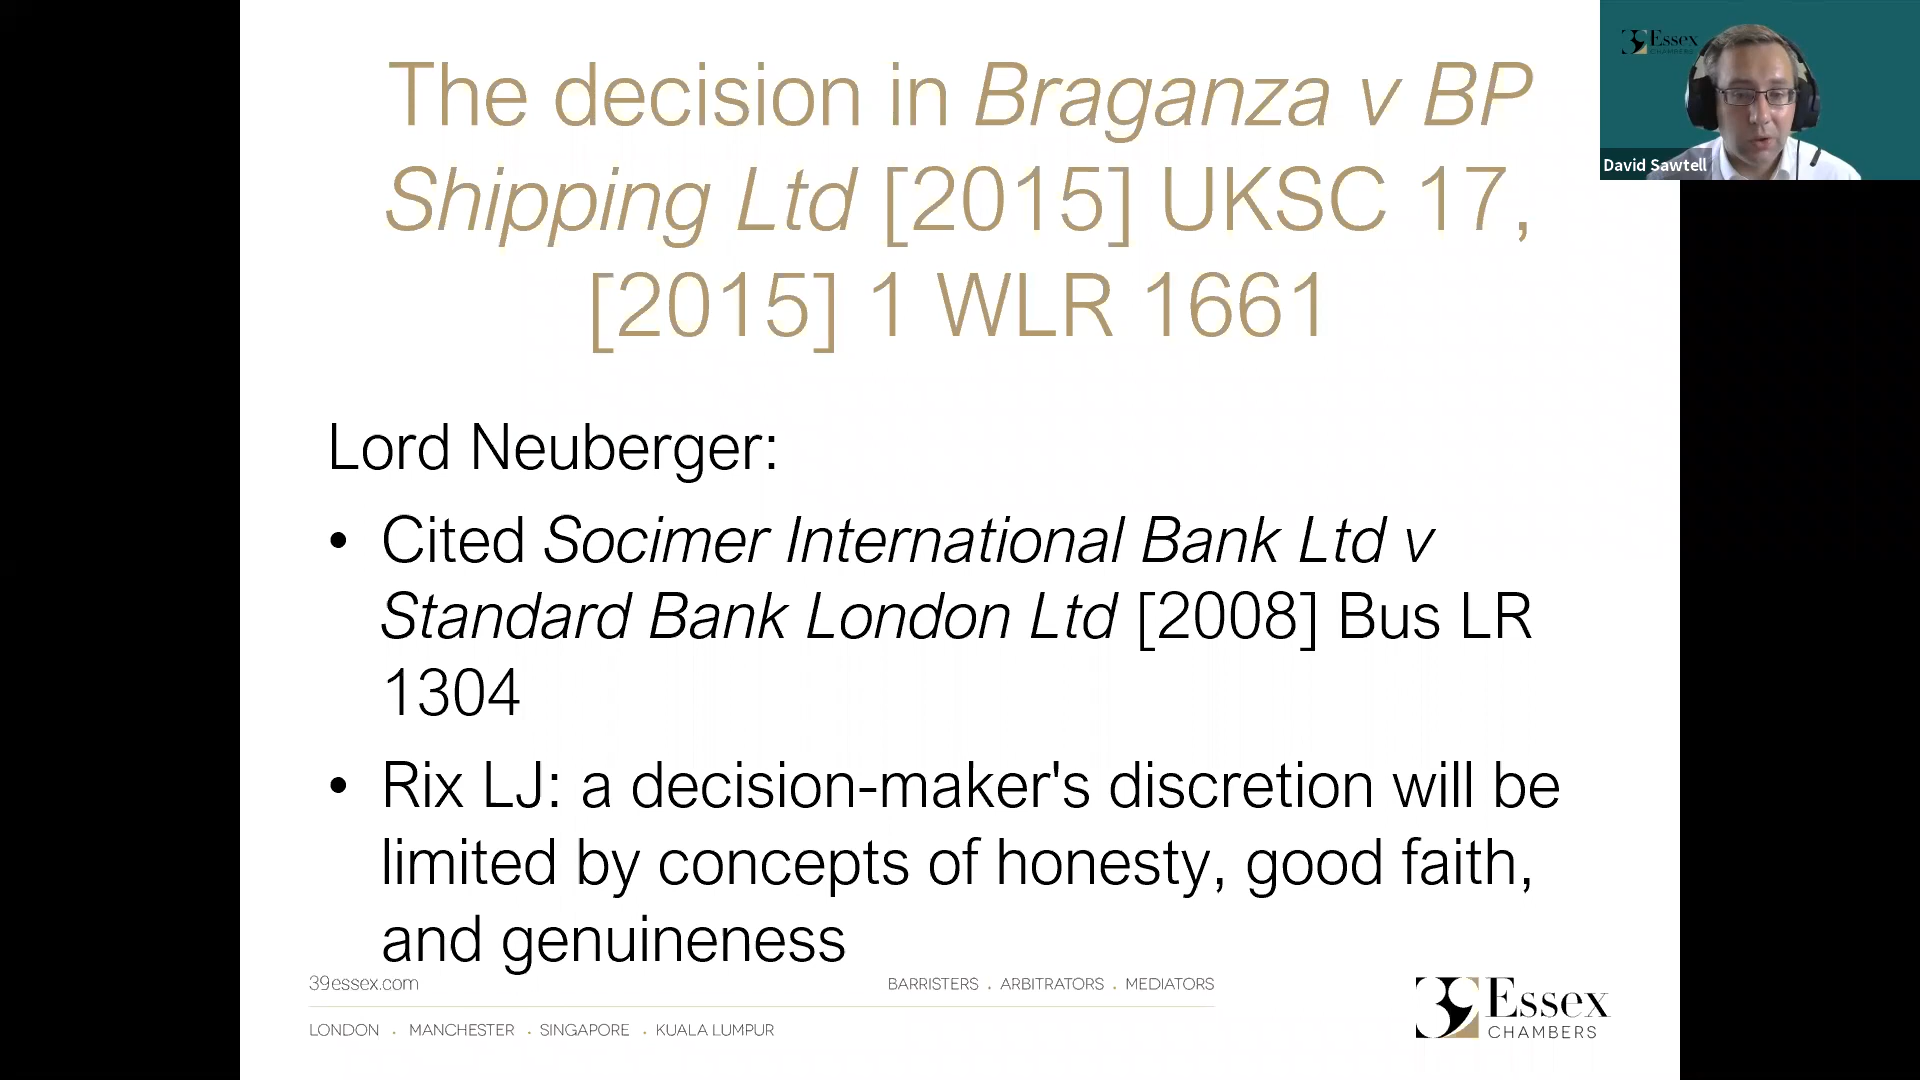 The decision in Braganza v BP
Shipping Ltd [2015] UKSC 17,
[2015] 1 WLR 1661
Lord Neuberger:
• Cited Socimer International Bank Ltd v
Standard Bank London Ltd [2008] Bus LR
1304
• Rix LJ: a decision-maker's discretion will be
limited by concepts of honesty, good faith,
and genuineness
39essex.com
BARRISTERS . ARBITRATORS . MEDIATORS
LONDON . MANCHESTER . SINGAPORE . KUALA LUMPUR
39 Essex
CHAMBERS
39 Essex
CHAMBERS
David Sawtell